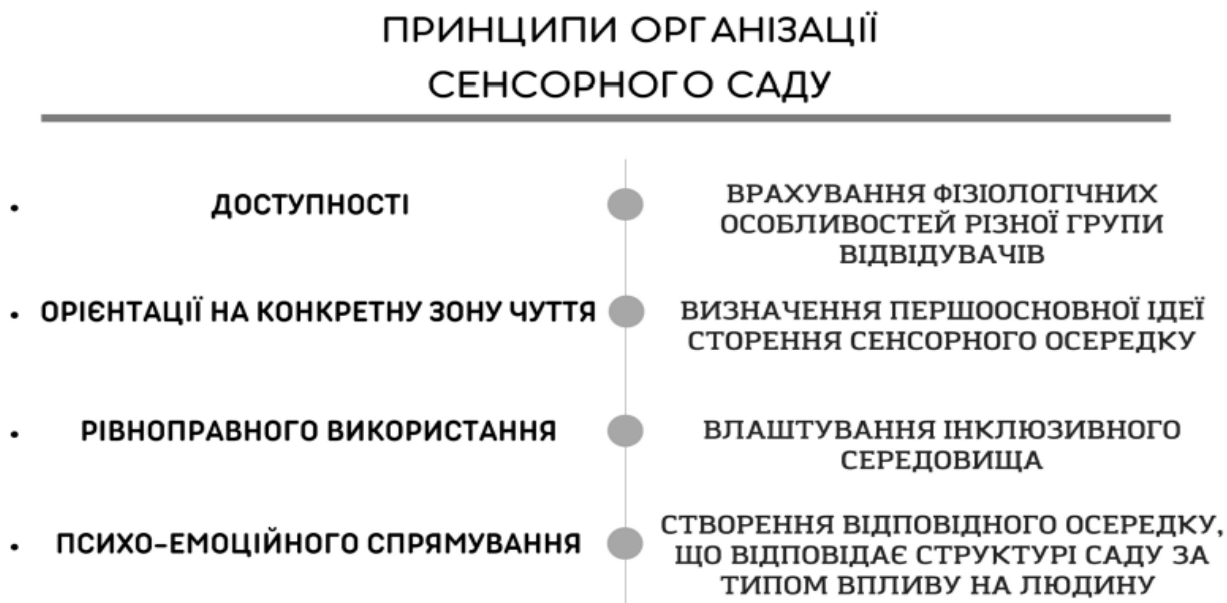 ПРИНЦИПИ ОРГАНІЗАЦІЇ
СЕНСОРНОГО САДУ
• ДОСТУПНОСТІ
ВРАХУВАННЯ ФІЗІОЛОГІЧНИХ
ОСОБЛИВОСТЕЙ РІЗНОЇ ГРУПИ
ВІДВІДУВАЧІВ
• ОРІЄНТАЦІЇ НА КОНКРЕТНУ ЗОНУ ЧУТТЯ
ВИЗНАЧЕННЯ ПЕРШООСНОВНОЇ ІДЕЇ
СТОРЕННЯ СЕНСОРНОГО ОСЕРЕДКУ
• РІВНОПРАВНОГО ВИКОРИСТАННЯ
ВЛАШТУВАННЯ ІНКЛЮЗИВНОГО
СЕРЕДОВИЩА
• ПСИХО-ЕМОЦІЙНОГО СПРЯМУВАННЯ
СТВОРЕННЯ ВІДПОВІДНОГО ОСЕРЕДКУ,
ЩО ВІДПОВІДАЄ СТРУКТУРІ САДУ ЗА
ТИПОМ ВПЛИВУ НА ЛЮДИНУ